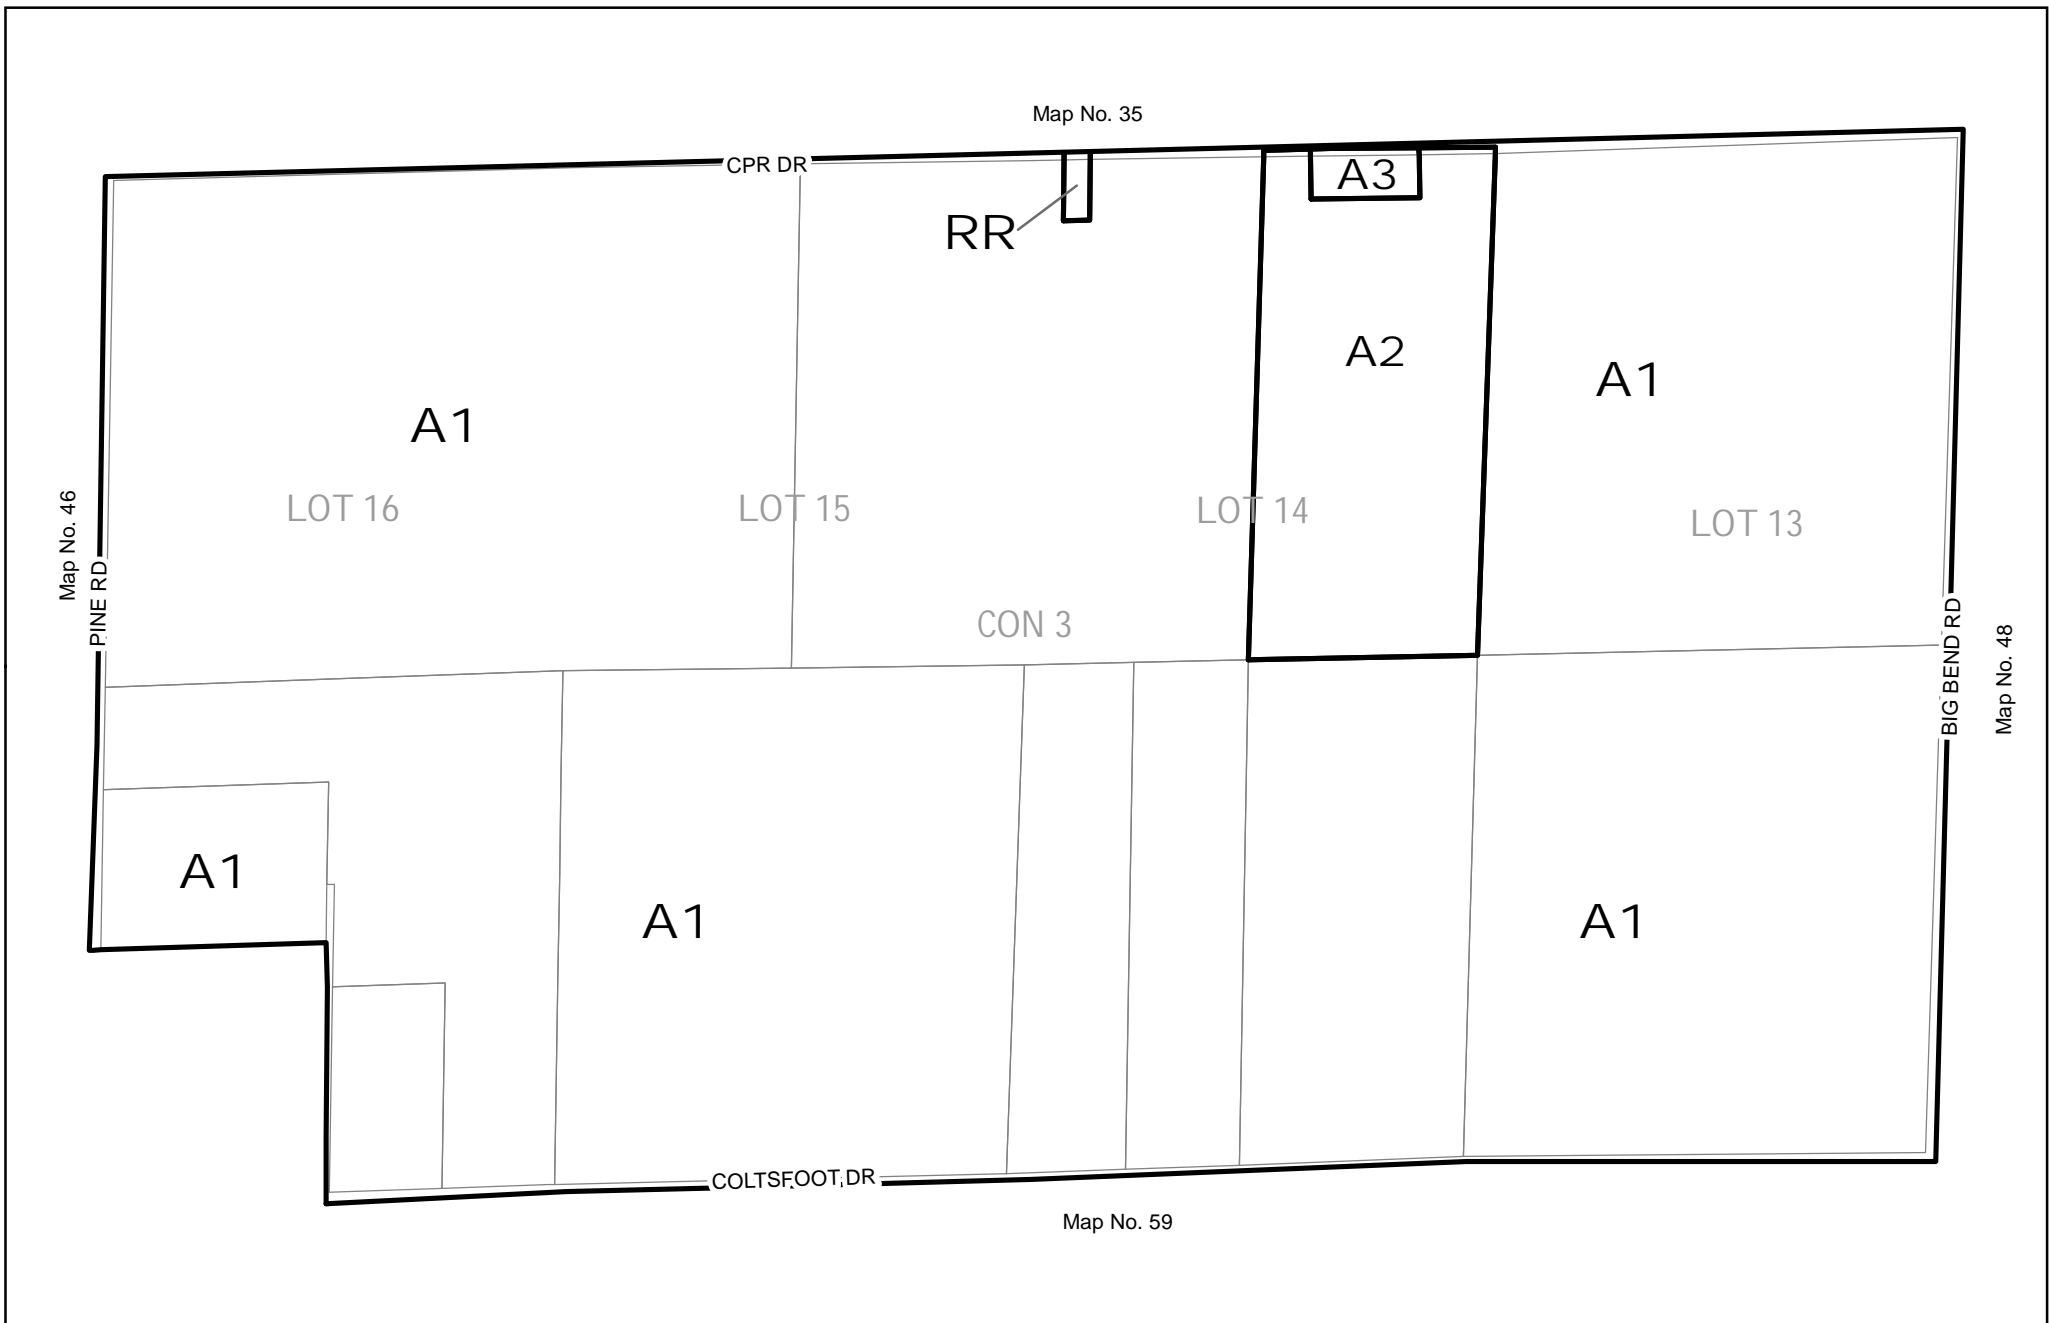 Map No. 35
CPR DR
A3
RR
A2
A1
A1
LOT 16
LOT 15
LOT 14
LOT 13
Map No. 46
PINE RD
CON 3
BIG BEND RD
Map No. 48
A1
A1
A1
COLTSFOOT DR
Map No. 59